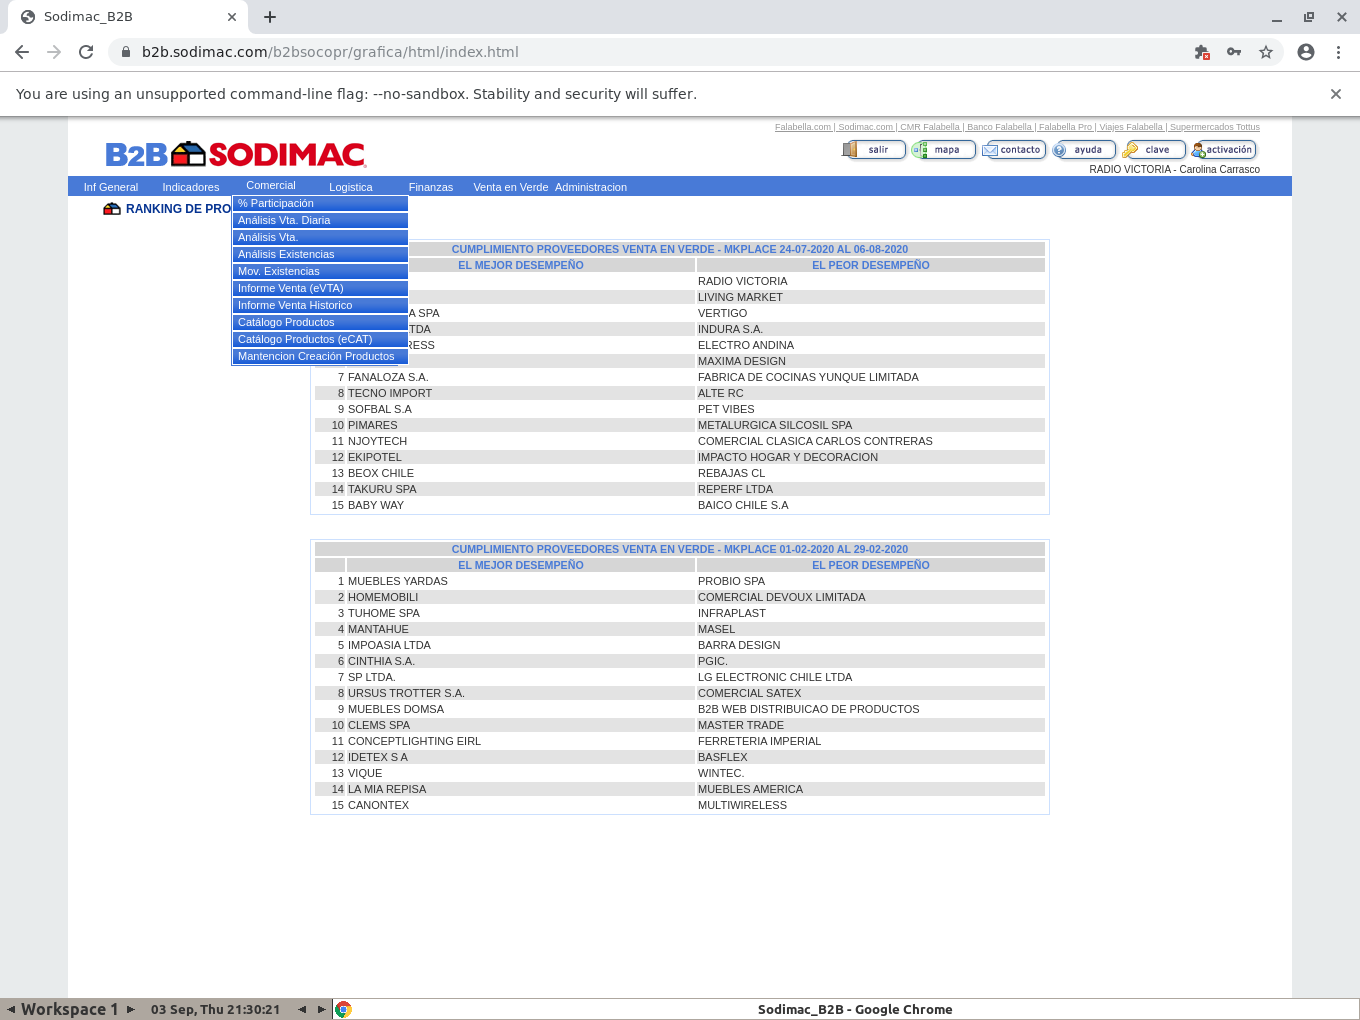 Sodimac_B2B
b2b.sodimac.com/b2bsocopr/grafica/html/index.html
You are using an unsupported command-line flag: --no-sandbox. Stability and security will suffer.
Falabella.com | Sodimac.com | CMR Falabella | Banco Falabella | Falabella Pro | Viajes Falabella | Supermercados Tottus
B2B SODIMAC
salir mapa contacto ayuda clave activación
RADIO VICTORIA - Carolina Carrasco
Inf General Indicadores Comercial Logistica Finanzas Venta en Verde Administracion
RANKING DE PRO
% Participación
Análisis Vta. Diaria
Análisis Vta.
Análisis Existencias
Mov. Existencias
Informe Venta (eVTA)
Informe Venta Historico
Catálogo Productos
Catálogo Productos (eCAT)
Mantencion Creación Productos
CUMPLIMIENTO PROVEEDORES VENTA EN VERDE - MKPLACE 24-07-2020 AL 06-08-2020
EL MEJOR DESEMPEÑO EL PEOR DESEMPEÑO
RADIO VICTORIA
LIVING MARKET
A SPA VERTIGO
TDA INDURA S.A.
RESS ELECTRO ANDINA
MAXIMA DESIGN
7 FANALOZA S.A. FABRICA DE COCINAS YUNQUE LIMITADA
8 TECNO IMPORT ALTE RC
9 SOFBAL S.A PET VIBES
10 PIMARES METALURGICA SILCOSIL SPA
11 NJOYTECH COMERCIAL CLASICA CARLOS CONTRERAS
12 EKIPOTEL IMPACTO HOGAR Y DECORACION
13 BEOX CHILE REBAJAS CL
14 TAKURU SPA REPERF LTDA
15 BABY WAY BAICO CHILE S.A
CUMPLIMIENTO PROVEEDORES VENTA EN VERDE - MKPLACE 01-02-2020 AL 29-02-2020
EL MEJOR DESEMPEÑO EL PEOR DESEMPEÑO
1 MUEBLES YARDAS PROBIO SPA
2 HOMEMOBILI COMERCIAL DEVOUX LIMITADA
3 TUHOME SPA INFRAPLAST
4 MANTAHUE MASEL
5 IMPOASIA LTDA BARRA DESIGN
6 CINTHIA S.A. PGIC.
7 SP LTDA. LG ELECTRONIC CHILE LTDA
8 URSUS TROTTER S.A. COMERCIAL SATEX
9 MUEBLES DOMSA B2B WEB DISTRIBUICAO DE PRODUCTOS
10 CLEMS SPA MASTER TRADE
11 CONCEPTLIGHTING EIRL FERRETERIA IMPERIAL
12 IDETEX S A BASFLEX
13 VIQUE WINTEC.
14 LA MIA REPISA MUEBLES AMERICA
15 CANONTEX MULTIWIRELESS
Workspace 1 03 Sep, Thu 21:30:21 Sodimac_B2B - Google Chrome